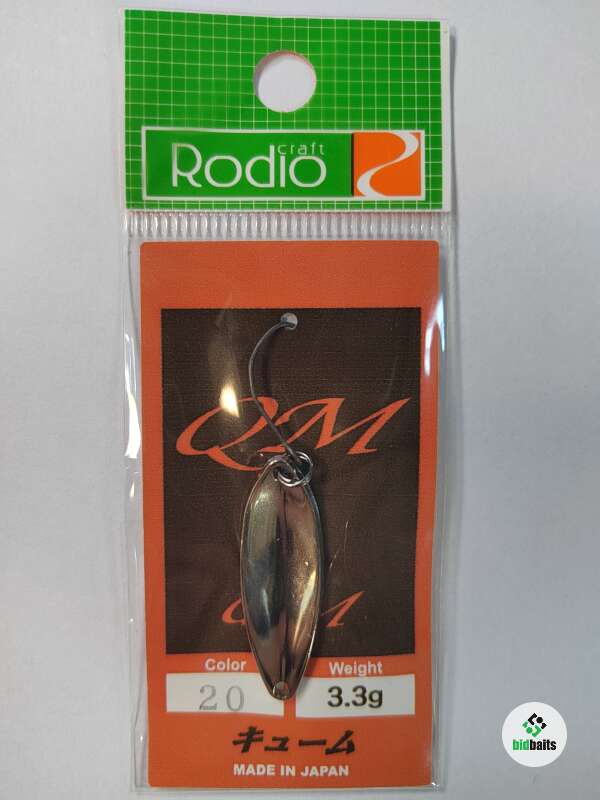 craft
Rodio
QM
QM
Color Weight
20 3.3g
キューム
MADE IN JAPAN
bidbaits